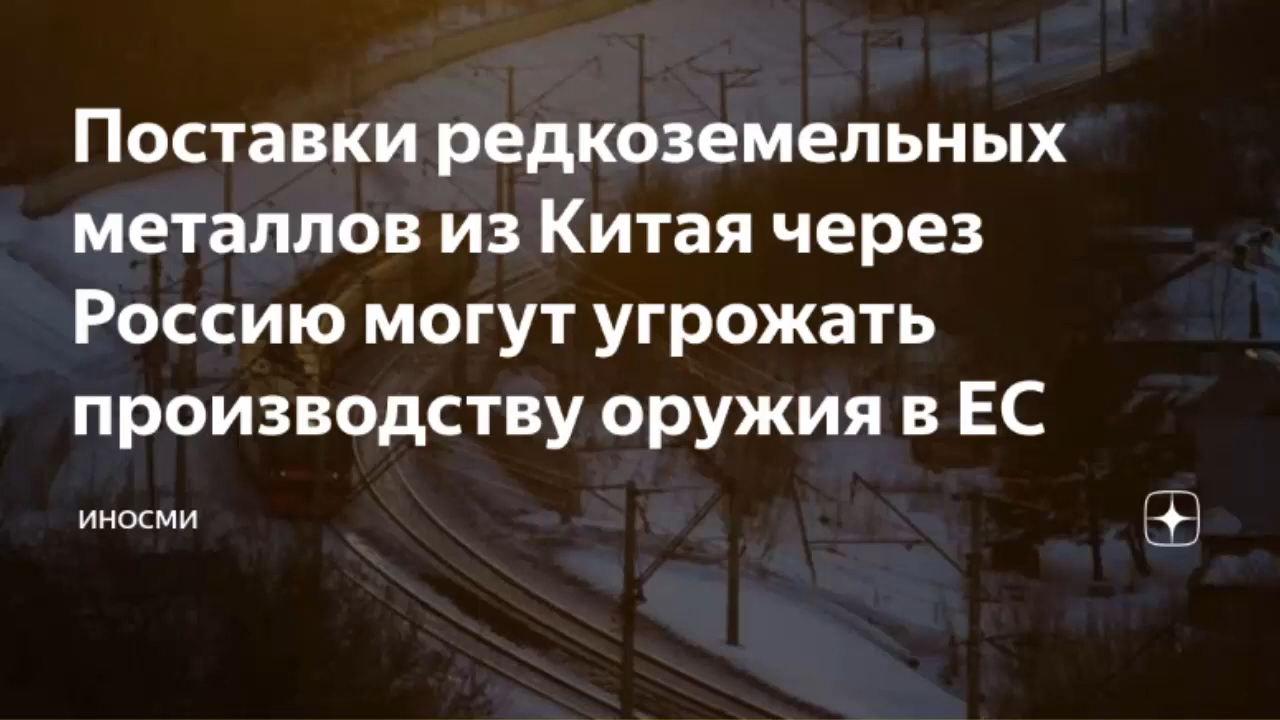 Поставки редкоземельных
металлов из Китая через
Россию могут угрожать
производству оружия в ЕС
ИНОСМИ